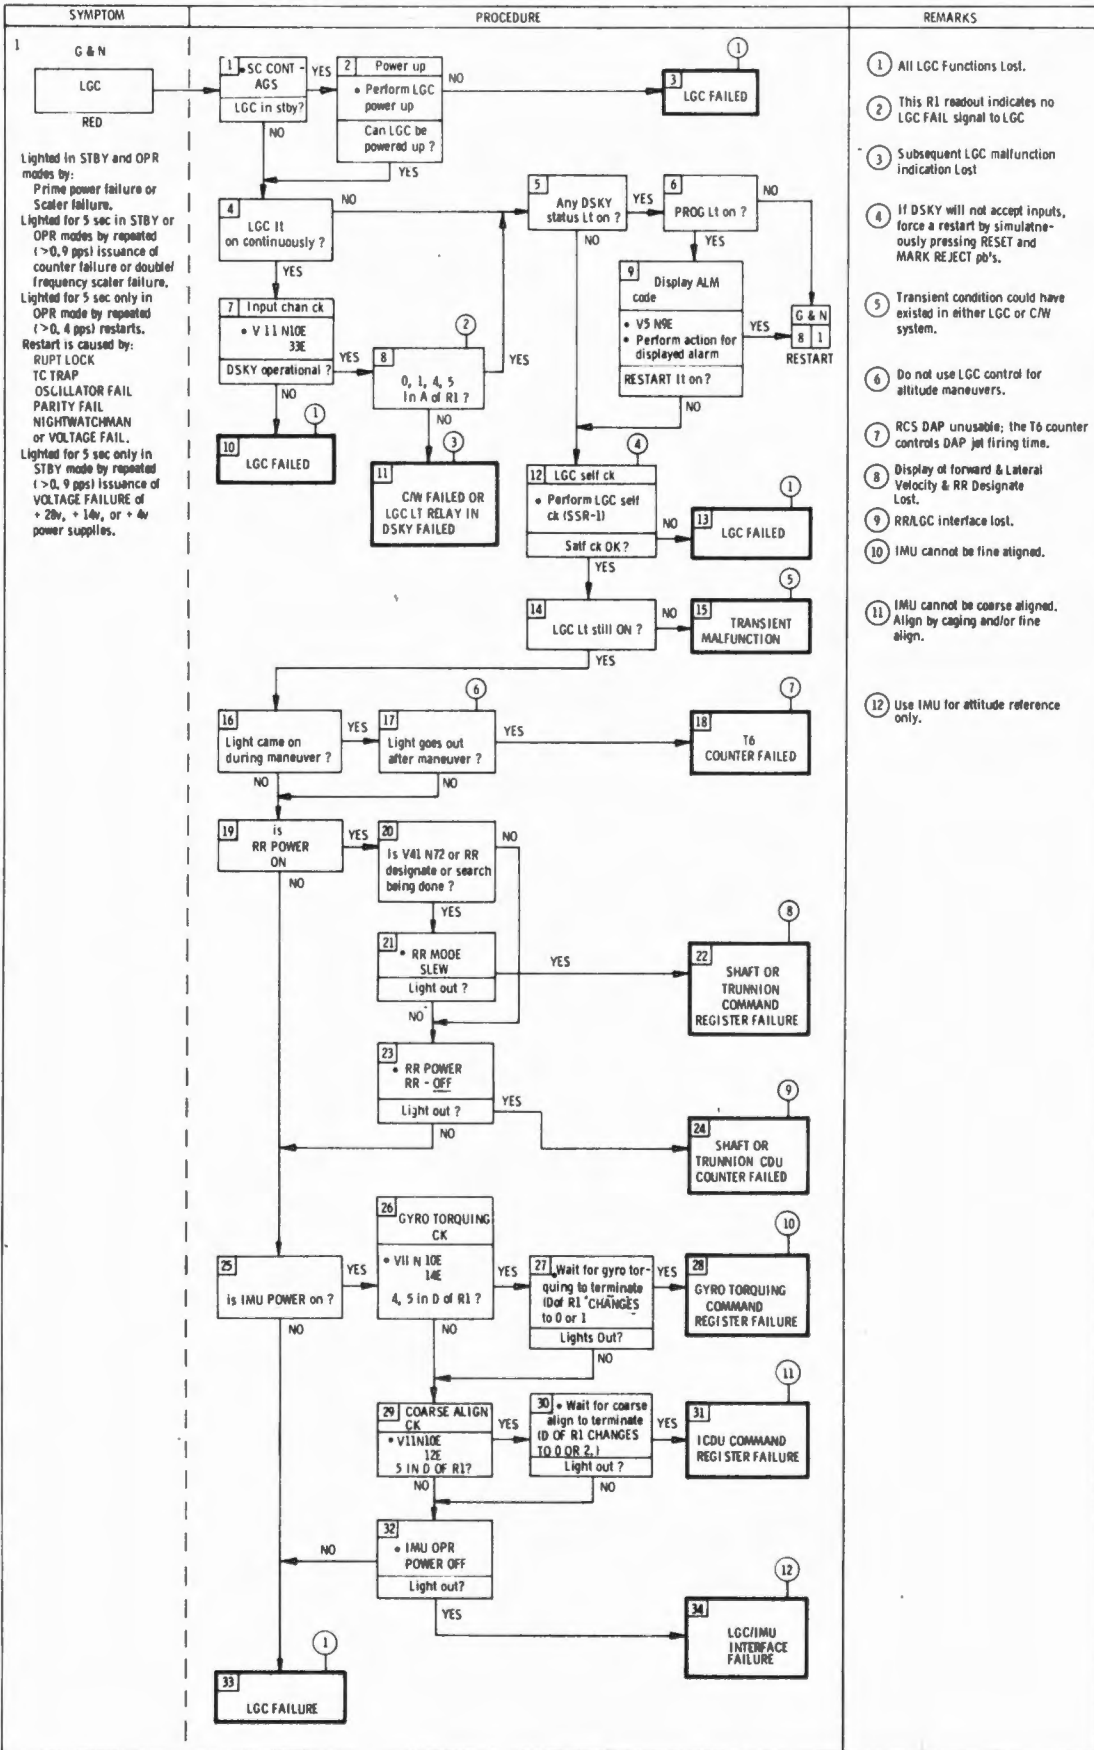 SYMPTOM
PROCEDURE
REMARKS
1
G & N
LGC
RED
Lighted in STBY and OPR
modes by:
Prime power failure or
Scaler failure.
Lighted for 5 sec in STBY or
OPR modes by repeated
(>0.9 pps) issuance of
counter failure or double/
frequency scaler failure.
Lighted for 5 sec only in
OPR mode by repeated
(>0.4 pps) restarts.
Restart is caused by:
RUPT LOCK
TC TRAP
OSCILLATOR FAIL
PARITY FAIL
NIGHTWATCHMAN
or VOLTAGE FAIL.
Lighted for 5 sec only in
STBY mode by repeated
(>0.9 pps) issuance of
VOLTAGE FAILURE of
+ 28v, + 14v, or + 4v
power supplies.
1
• SC CONT -
AGS
LGC in stby?
YES
NO
2
Power up
• Perform LGC
power up
Can LGC be
powered up ?
NO
YES
1
3
LGC FAILED
4
LGC lt
on continuously ?
NO
YES
5
Any DSKY
status Lt on ?
YES
NO
6
PROG Lt on ?
NO
YES
7
Input chan ck
• V 11 N10E
33E
DSKY operational ?
YES
NO
2
8
0, 1, 4, 5
in A of R1 ?
YES
NO
9
Display ALM
code
• V5 N9E
• Perform action for
displayed alarm
RESTART lt on?
YES
NO
G & N
8 1
RESTART
1
10
LGC FAILED
3
11
C/W FAILED OR
LGC LT RELAY IN
DSKY FAILED
4
12
LGC self ck
• Perform LGC self
ck (SSR-1)
Salf ck OK?
NO
YES
1
13
LGC FAILED
14
LGC Lt still ON ?
NO
YES
5
15
TRANSIENT
MALFUNCTION
16
Light came on
during maneuver ?
YES
NO
6
17
Light goes out
after maneuver ?
YES
NO
7
18
T6
COUNTER FAILED
19
is
RR POWER
ON
YES
NO
20
Is V41 N72 or RR
designate or search
being done ?
NO
YES
21
• RR MODE
SLEW
Light out ?
YES
NO
8
22
SHAFT OR
TRUNNION
COMMAND
REGISTER FAILURE
23
• RR POWER
RR - OFF
Light out ?
YES
NO
9
24
SHAFT OR
TRUNNION CDU
COUNTER FAILED
25
is IMU POWER on ?
YES
NO
26
GYRO TORQUING
CK
• V11 N 10E
14E
4, 5 in D of R1 ?
YES
NO
27
• Wait for gyro tor-
quing to terminate
(D of R1 CHANGES
to 0 or 1
Lights Out?
YES
NO
10
28
GYRO TORQUING
COMMAND
REGISTER FAILURE
29
COARSE ALIGN
CK
• V11N10E
12E
5 IN D OF R1?
YES
NO
30
• Wait for coarse
align to terminate
(D OF R1 CHANGES
TO 0 OR 2.)
Light out ?
YES
NO
11
31
ICDU COMMAND
REGISTER FAILURE
32
• IMU OPR
POWER OFF
Light out?
NO
YES
12
34
LGC/IMU
INTERFACE
FAILURE
1
33
LGC FAILURE
1 All LGC Functions Lost.
2 This R1 readout indicates no
LGC FAIL signal to LGC
3 Subsequent LGC malfunction
indication Lost
4 If DSKY will not accept inputs,
force a restart by simulatne-
ously pressing RESET and
MARK REJECT pb's.
5 Transient condition could have
existed in either LGC or C/W
system.
6 Do not use LGC control for
attitude maneuvers.
7 RCS DAP unusable; the T6 counter
controls DAP jet firing time.
8 Display of forward & Lateral
Velocity & RR Designate
Lost.
9 RR/LGC interface lost.
10 IMU cannot be fine aligned.
11 IMU cannot be coarse aligned.
Align by caging and/or fine
align.
12 Use IMU for attitude reference
only.